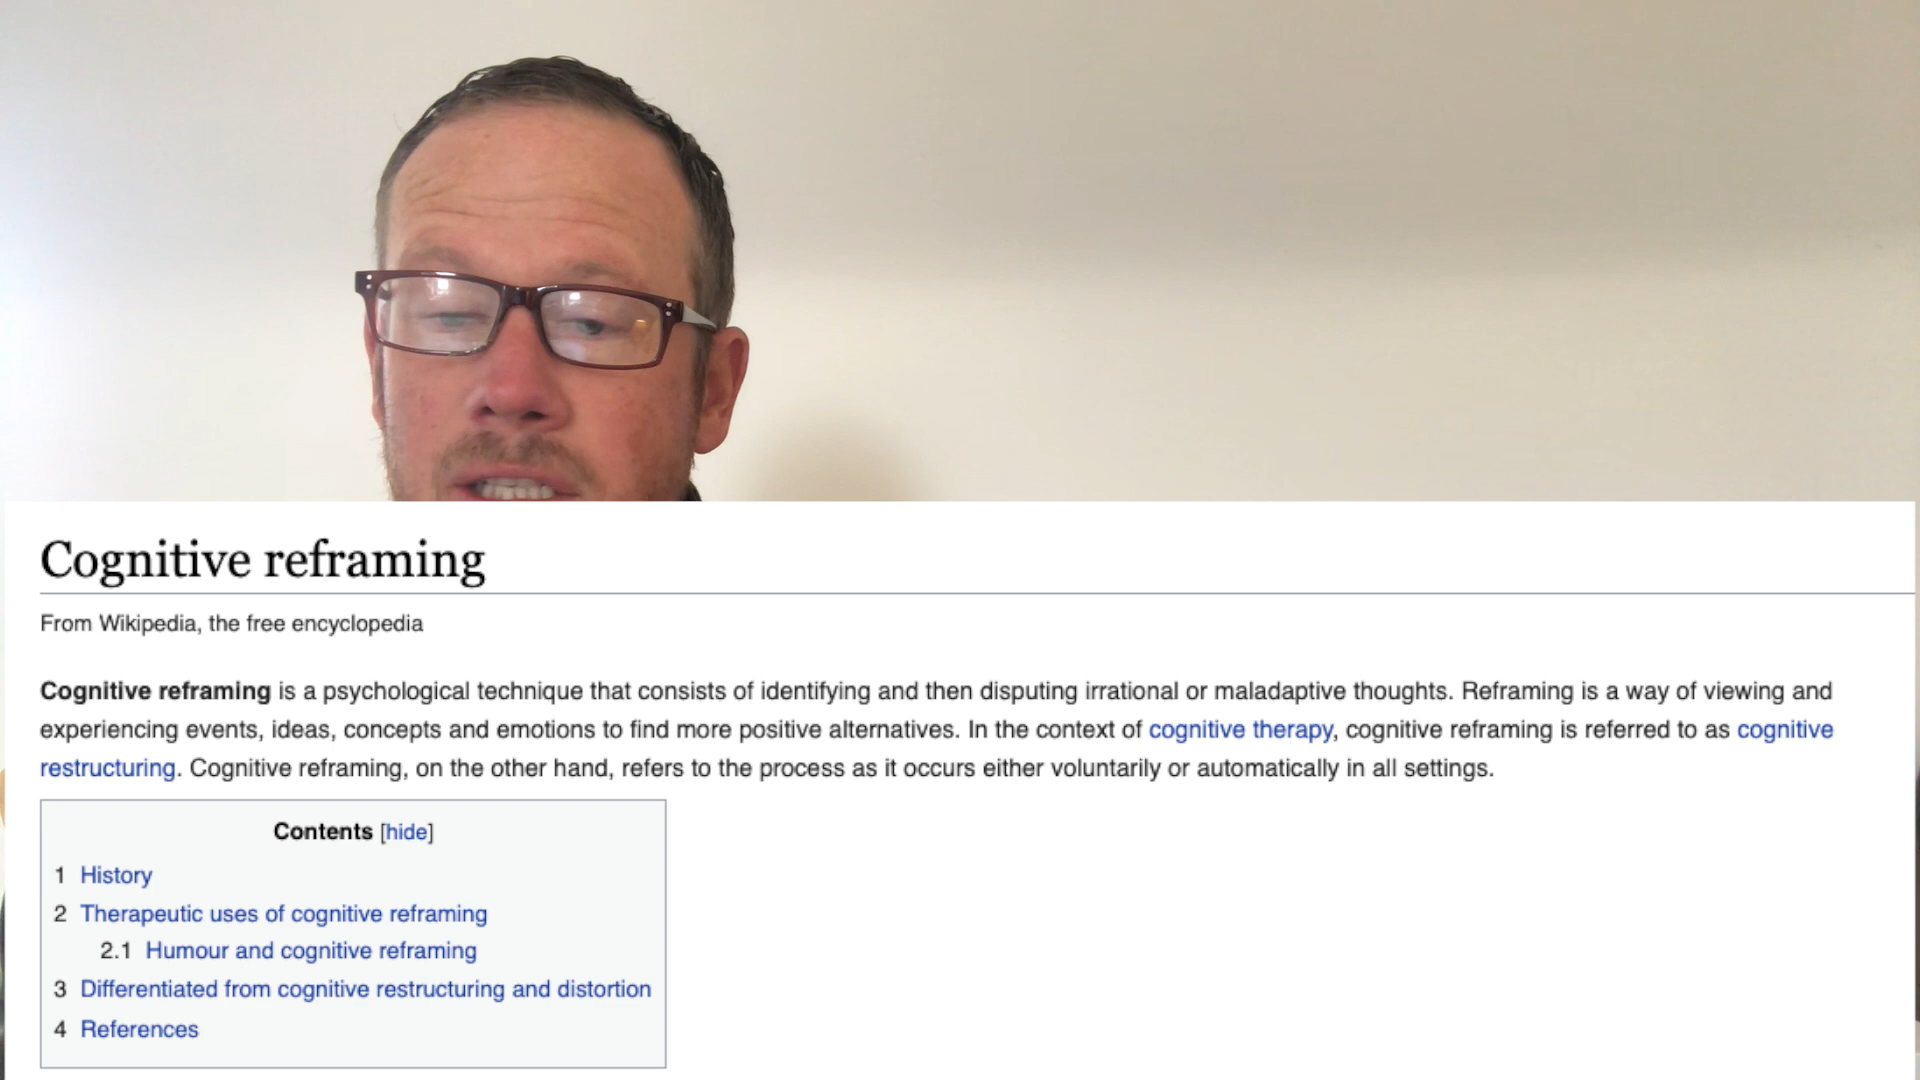 Cognitive reframing
From Wikipedia, the free encyclopedia
Cognitive reframing is a psychological technique that consists of identifying and then disputing irrational or maladaptive thoughts. Reframing is a way of viewing and
experiencing events, ideas, concepts and emotions to find more positive alternatives. In the context of cognitive therapy, cognitive reframing is referred to as cognitive
restructuring. Cognitive reframing, on the other hand, refers to the process as it occurs either voluntarily or automatically in all settings.
Contents [hide]
1 History
2 Therapeutic uses of cognitive reframing
2.1 Humour and cognitive reframing
3 Differentiated from cognitive restructuring and distortion
4 References